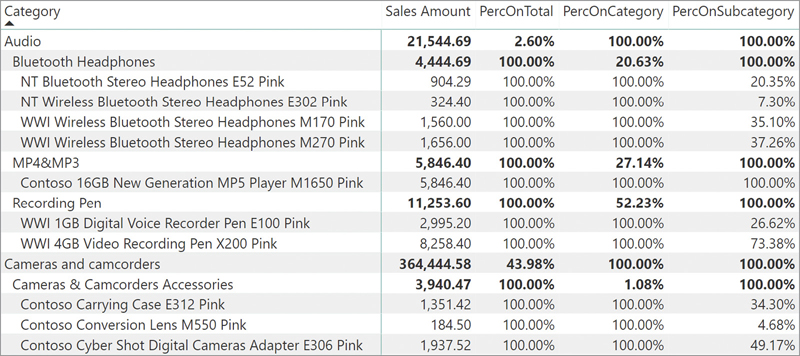 Category Sales Amount PercOnTotal PercOnCategory PercOnSubcategory
Audio 21,544.69 2.60% 100.00% 100.00%
Bluetooth Headphones 4,444.69 100.00% 20.63% 100.00%
NT Bluetooth Stereo Headphones E52 Pink 904.29 100.00% 100.00% 20.35%
NT Wireless Bluetooth Stereo Headphones E302 Pink 324.40 100.00% 100.00% 7.30%
WWI Wireless Bluetooth Stereo Headphones M170 Pink 1,560.00 100.00% 100.00% 35.10%
WWI Wireless Bluetooth Stereo Headphones M270 Pink 1,656.00 100.00% 100.00% 37.26%
MP4&MP3 5,846.40 100.00% 27.14% 100.00%
Contoso 16GB New Generation MP5 Player M1650 Pink 5,846.40 100.00% 100.00% 100.00%
Recording Pen 11,253.60 100.00% 52.23% 100.00%
WWI 1GB Digital Voice Recorder Pen E100 Pink 2,995.20 100.00% 100.00% 26.62%
WWI 4GB Video Recording Pen X200 Pink 8,258.40 100.00% 100.00% 73.38%
Cameras and camcorders 364,444.58 43.98% 100.00% 100.00%
Cameras & Camcorders Accessories 3,940.47 100.00% 1.08% 100.00%
Contoso Carrying Case E312 Pink 1,351.42 100.00% 100.00% 34.30%
Contoso Conversion Lens M550 Pink 184.50 100.00% 100.00% 4.68%
Contoso Cyber Shot Digital Cameras Adapter E306 Pink 1,937.52 100.00% 100.00% 49.17%